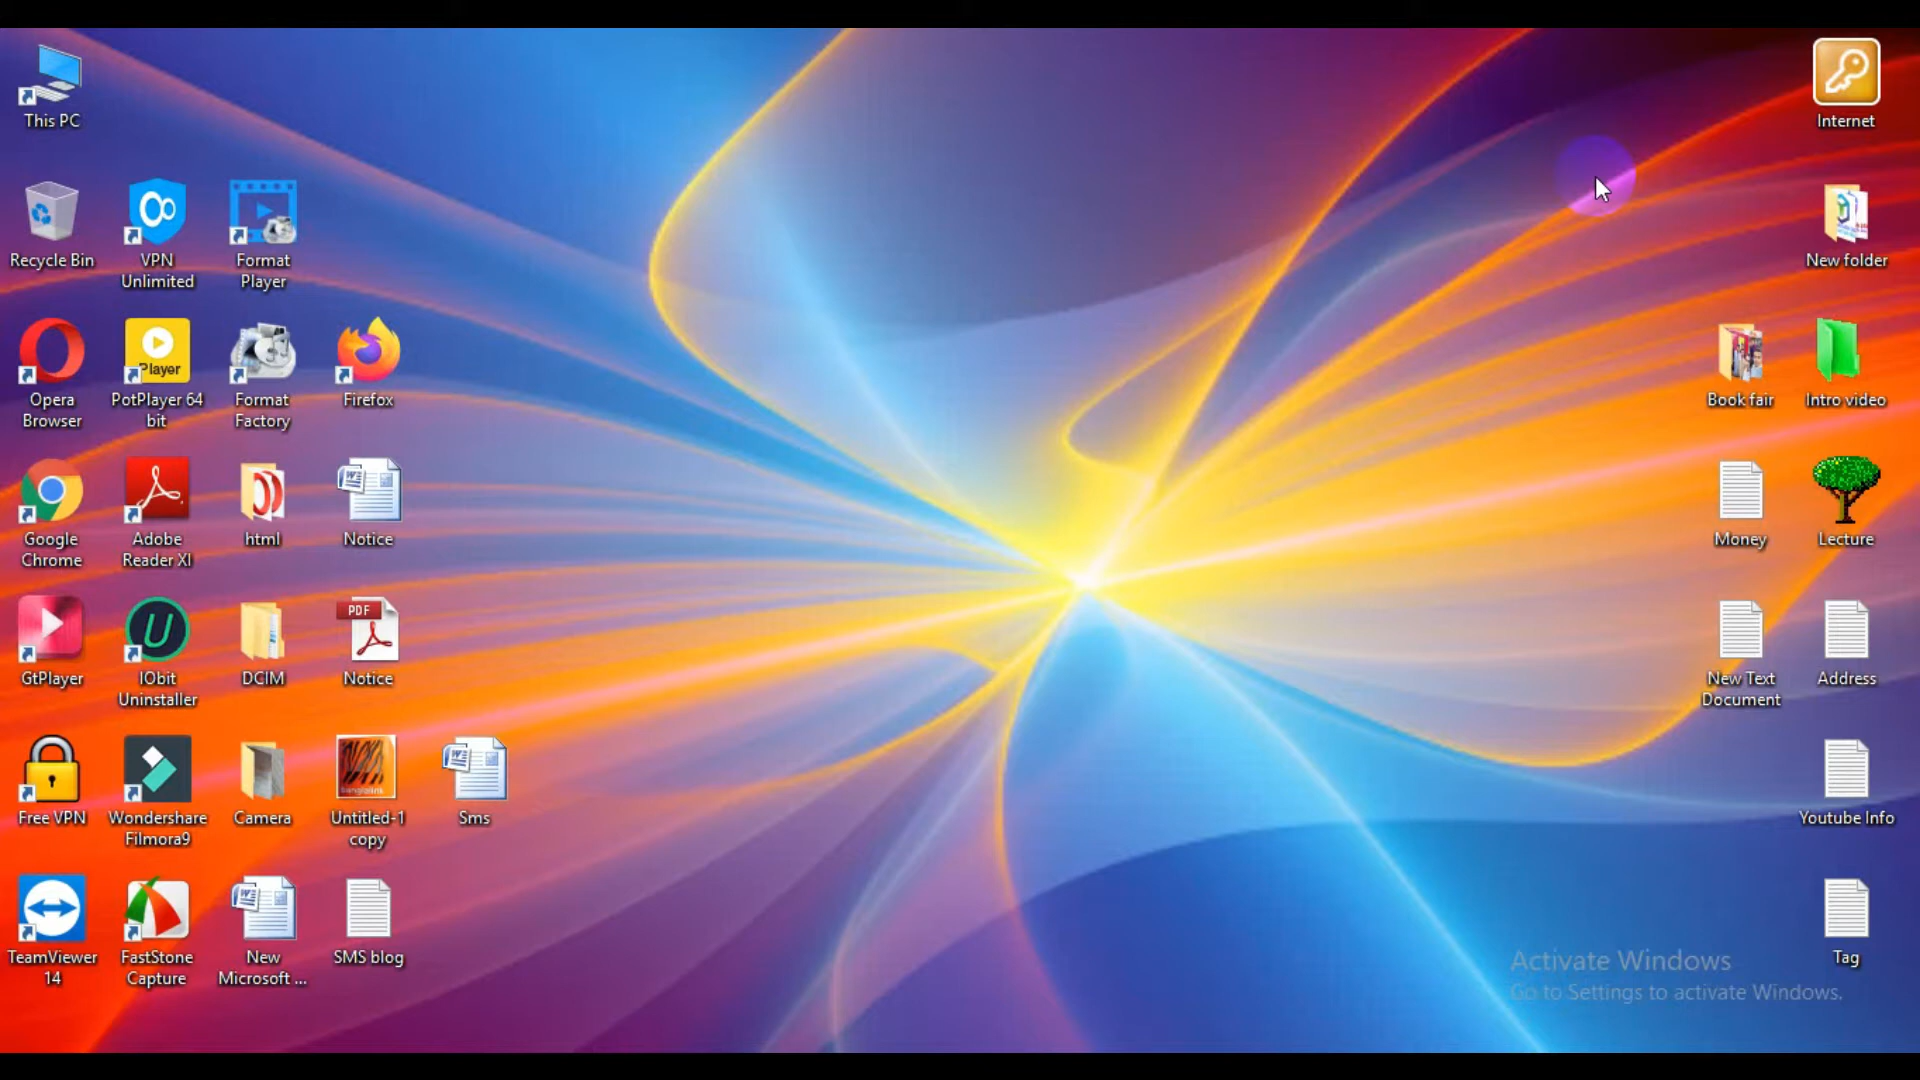 This PC
Internet
Recycle Bin
VPN
Unlimited
Format
Player
New folder
Player
Opera
Browser
PotPlayer 64
bit
Format
Factory
Firefox
Book fair
Intro video
Google
Chrome
Adobe
Reader XI
html
Notice
Money
Lecture
PDF
GtPlayer
IObit
Uninstaller
DCIM
Notice
New Text
Document
Address
banglalink
Free VPN
Wondershare
Filmora9
Camera
Untitled-1
copy
Sms
Youtube Info
TeamViewer
14
FastStone
Capture
New
Microsoft ...
SMS blog
Tag
Activate Windows
Go to Settings to activate Windows.